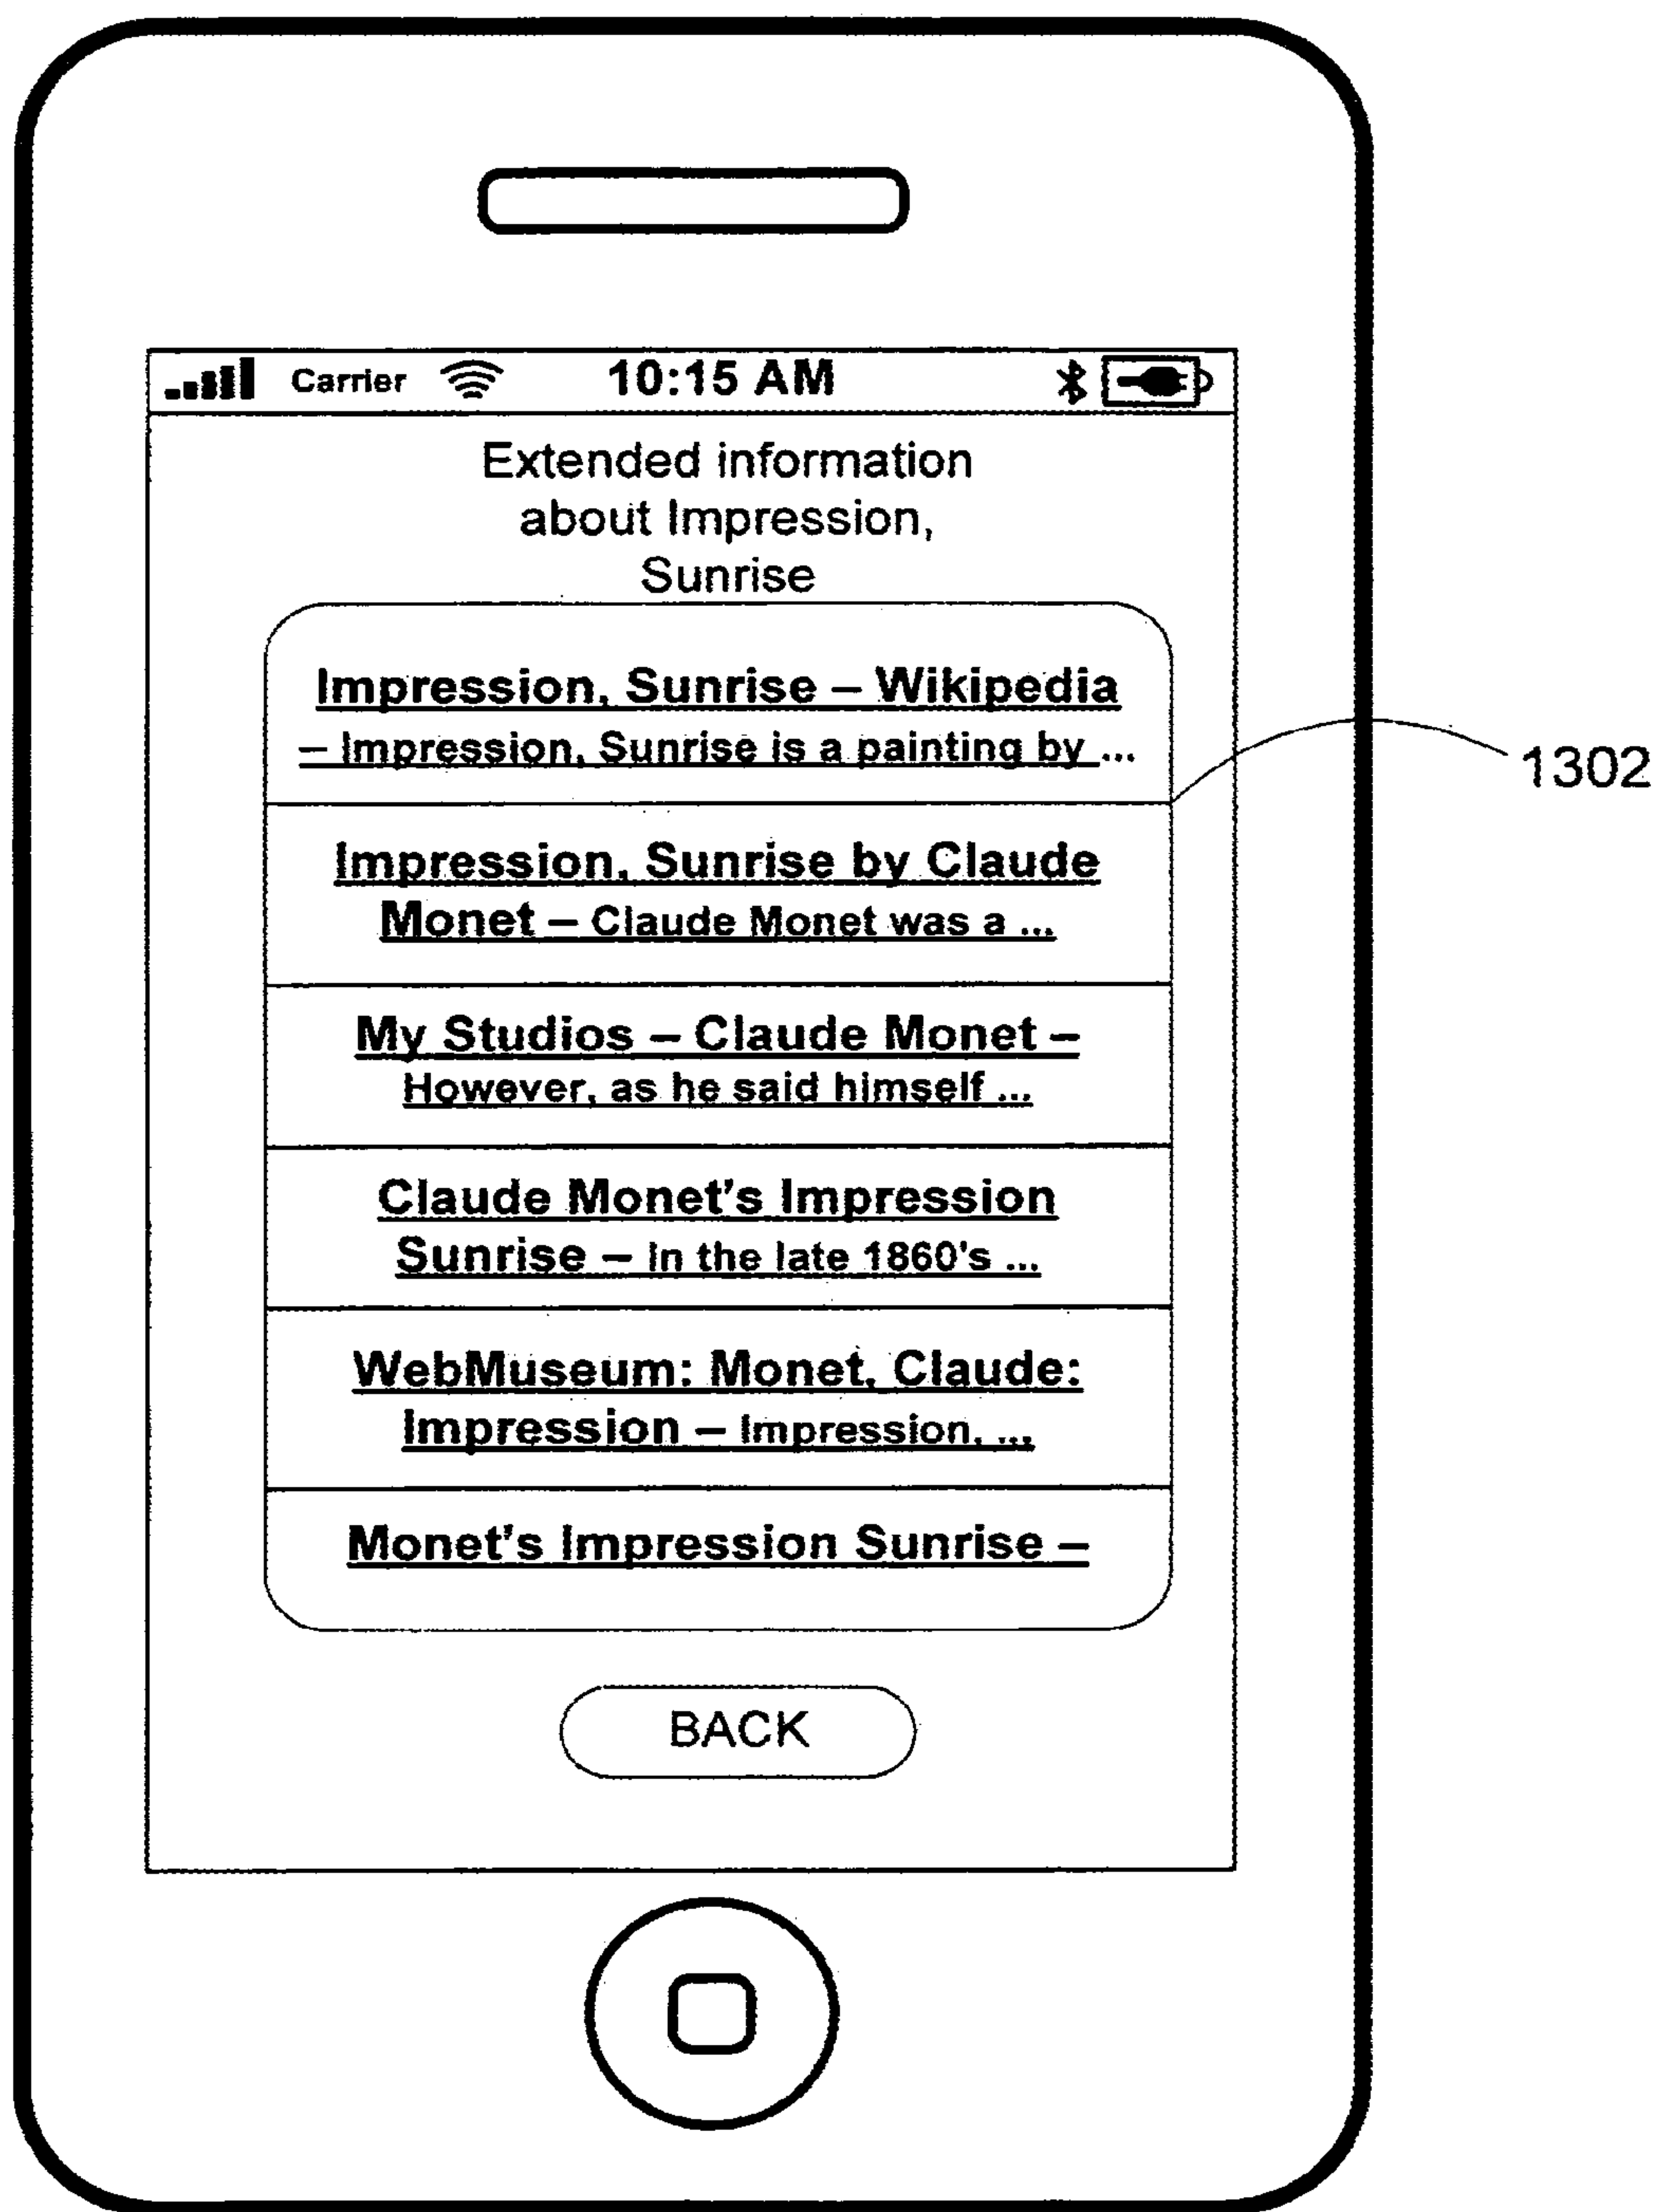 Carrier 10:15 AM
Extended information
about Impression,
Sunrise
Impression, Sunrise – Wikipedia
– Impression, Sunrise is a painting by ...
1302
Impression, Sunrise by Claude
Monet – Claude Monet was a ...
My Studios – Claude Monet –
However, as he said himself ...
Claude Monet's Impression
Sunrise – In the late 1860's ...
WebMuseum: Monet, Claude:
Impression – Impression, ...
Monet's Impression Sunrise –
BACK